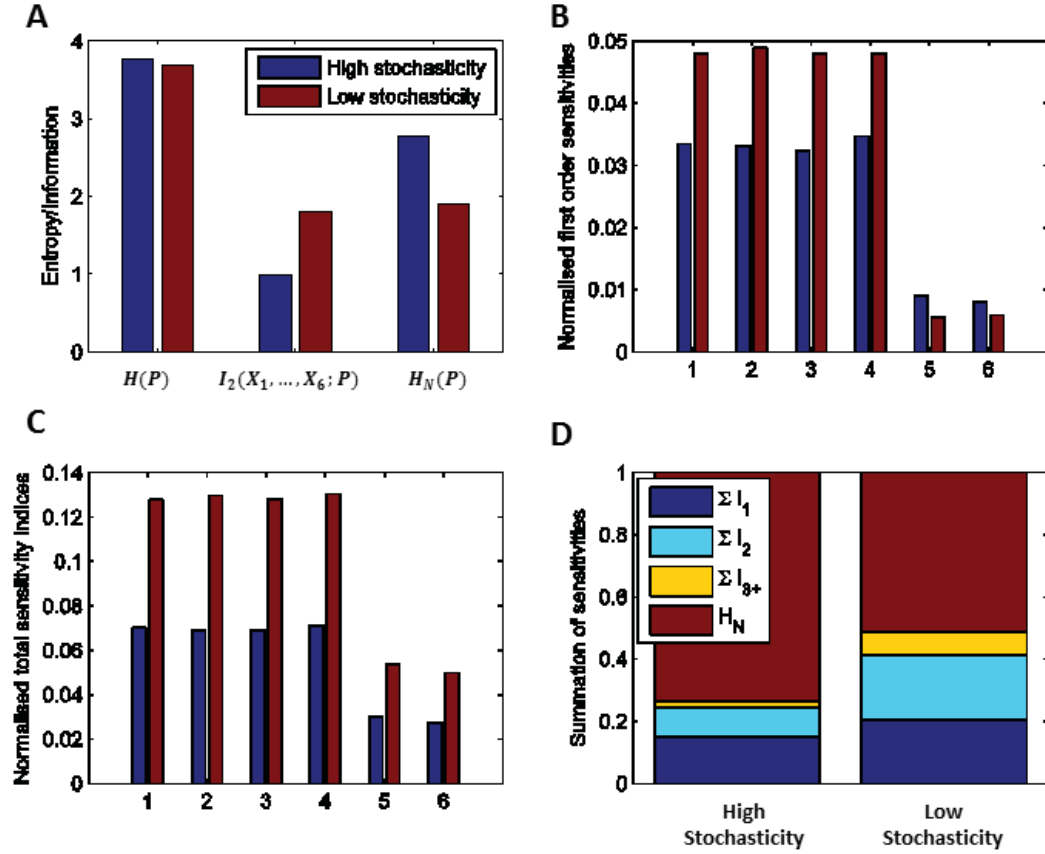 A
Entropy/Information
4
3
2
1
0
High stochasticity
Low stochasticity
H(P)
I₂(X₁, …, X₆; P)
H_N(P)
B
Normalised first order sensitivities
0.05
0.04
0.03
0.02
0.01
0
1 2 3 4 5 6
C
Normalised total sensitivity indices
0.14
0.12
0.1
0.08
0.06
0.04
0.02
0
1 2 3 4 5 6
D
Summation of sensitivities
1
0.8
0.6
0.4
0.2
0
Σ I₁
Σ I₂
Σ I₃₊
H_N
High
Stochasticity
Low
Stochasticity